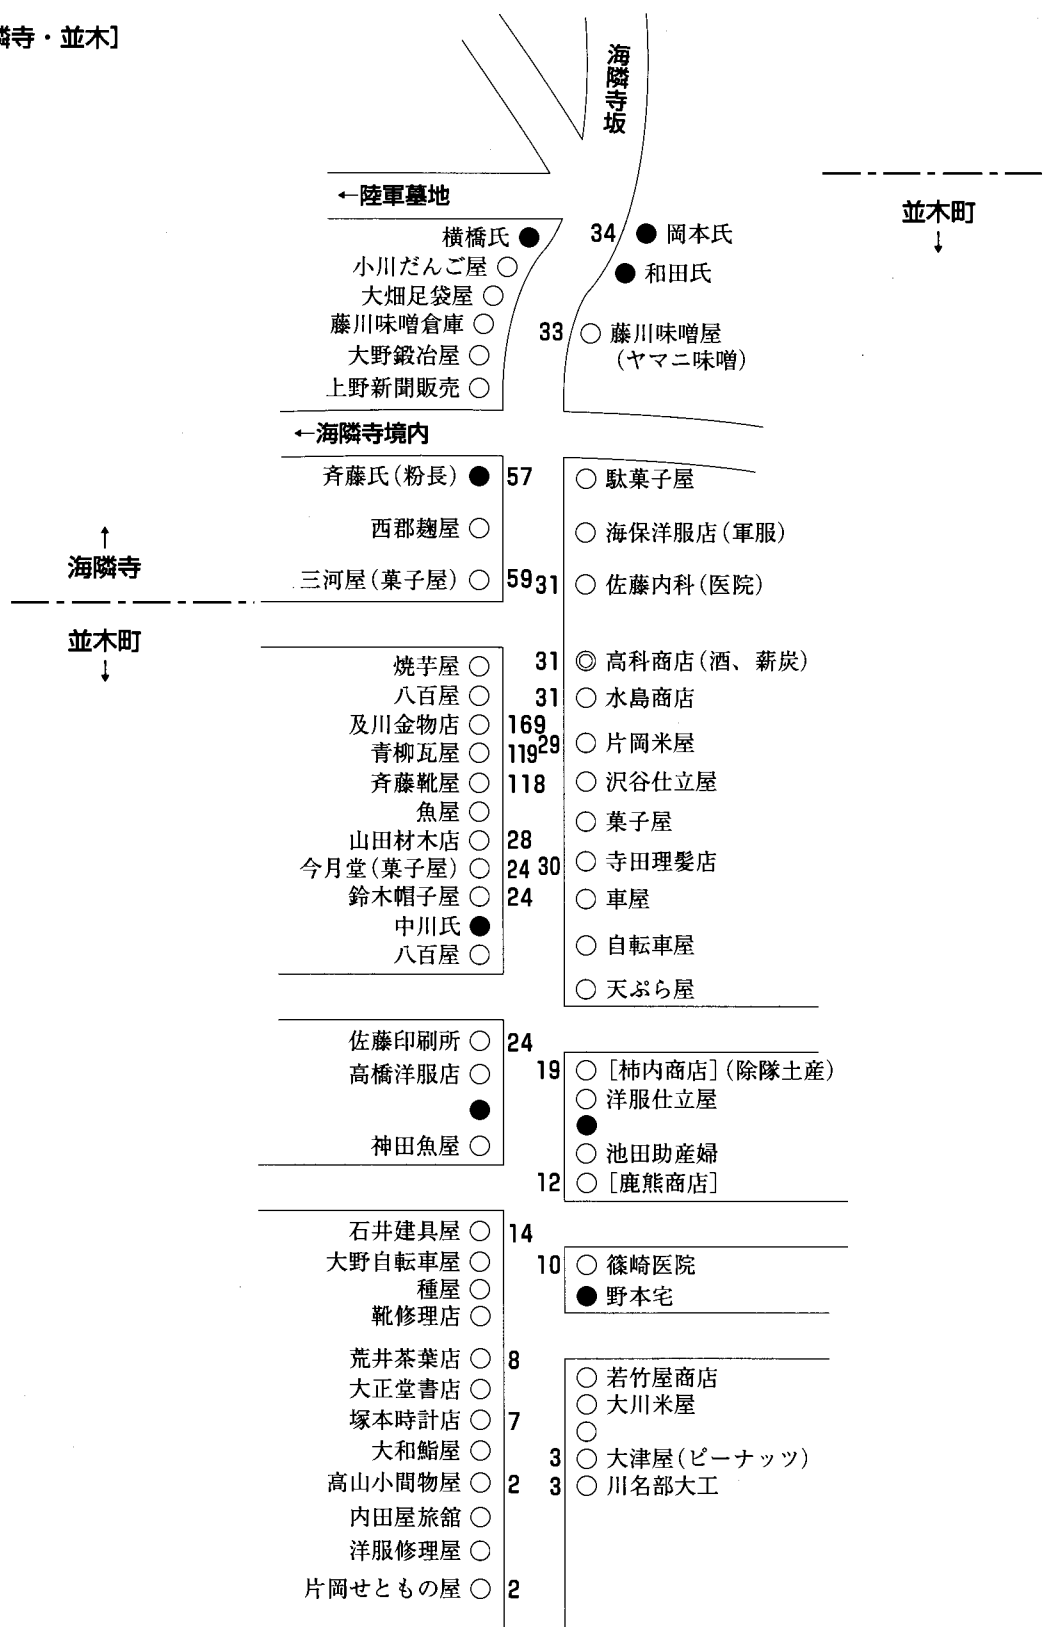 隣寺・並木]
海隣寺坂
←陸軍墓地
並木町
↓
横橋氏 ●
小川だんご屋 ○
大畑足袋屋 ○
藤川味噌倉庫 ○
大野鍛冶屋 ○
上野新聞販売 ○
34 ● 岡本氏
● 和田氏
33 ○ 藤川味噌屋
(ヤマニ味噌)
←海隣寺境内
斉藤氏(粉長) ● 57
西郡麹屋 ○
三河屋(菓子屋) ○ 59
↑
海隣寺
並木町
↓
○ 駄菓子屋
○ 海保洋服店(軍服)
31 ○ 佐藤内科(医院)
31 ◎ 高科商店(酒、薪炭)
31 ○ 水島商店
29 ○ 片岡米屋
○ 沢谷仕立屋
○ 菓子屋
30 ○ 寺田理髪店
○ 車屋
○ 自転車屋
○ 天ぷら屋
焼芋屋 ○
八百屋 ○
及川金物店 ○ 169
青柳瓦屋 ○ 119
斉藤靴屋 ○ 118
魚屋 ○
山田材木店 ○ 28
今月堂(菓子屋) ○ 24
鈴木帽子屋 ○ 24
中川氏 ●
八百屋 ○
佐藤印刷所 ○ 24
高橋洋服店 ○
●
神田魚屋 ○
19 ○ [柿内商店](除隊土産)
○ 洋服仕立屋
●
○ 池田助産婦
12 ○ [鹿熊商店]
石井建具屋 ○ 14
大野自転車屋 ○
種屋 ○
靴修理店 ○
荒井茶葉店 ○ 8
大正堂書店 ○
塚本時計店 ○ 7
大和鮨屋 ○
高山小間物屋 ○ 2
内田屋旅舘 ○
洋服修理屋 ○
片岡せともの屋 ○ 2
10 ○ 篠崎医院
● 野本宅
○ 若竹屋商店
○ 大川米屋
○
3 ○ 大津屋(ピーナッツ)
3 ○ 川名部大工